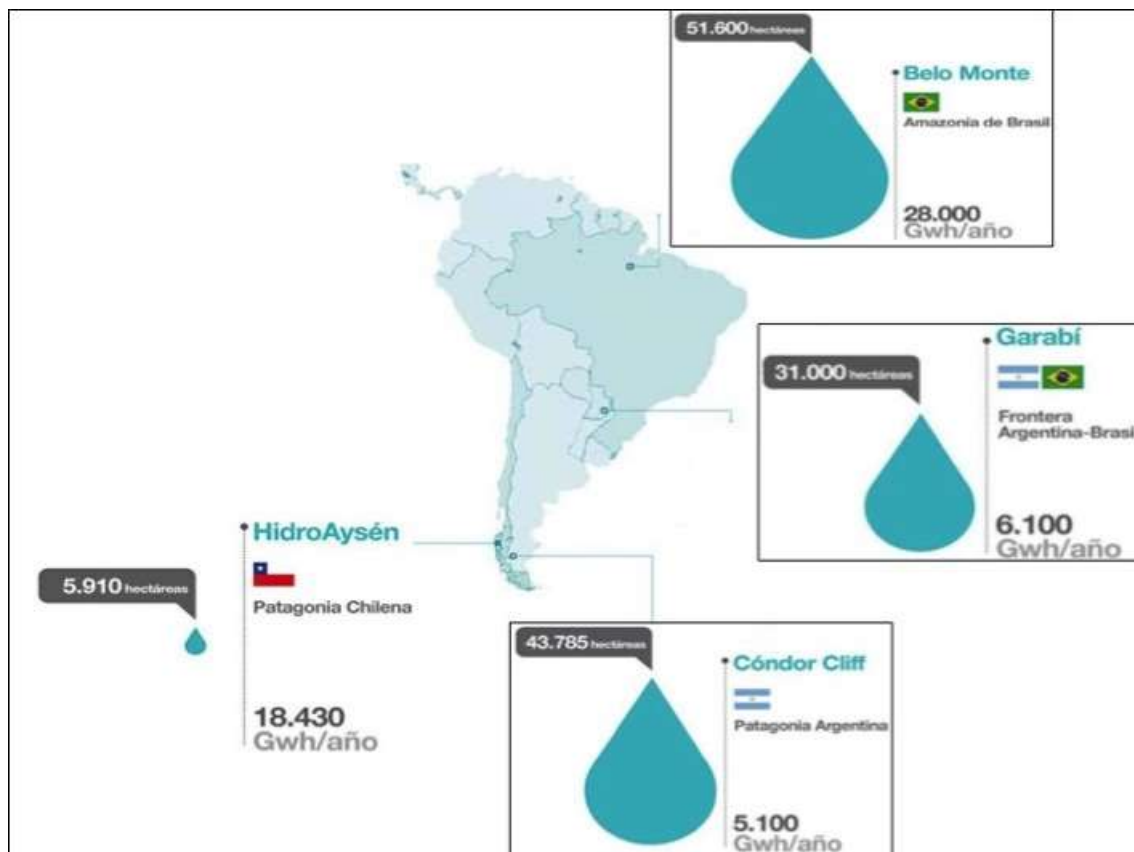 51.600 hectáreas
Belo Monte
Amazonia de Brasil
28.000
Gwh/año
Garabí
31.000 hectáreas
Frontera
Argentina-Brasil
6.100
Gwh/año
HidroAysén
5.910 hectáreas
Patagonia Chilena
18.430
Gwh/año
43.785 hectáreas
Cóndor Cliff
Patagonia Argentina
5.100
Gwh/año